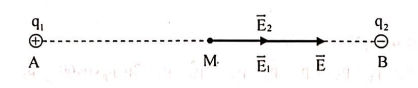 q₁ E⃗₂ q₂
⊕ ⊖
A M E⃗₁ E⃗ B